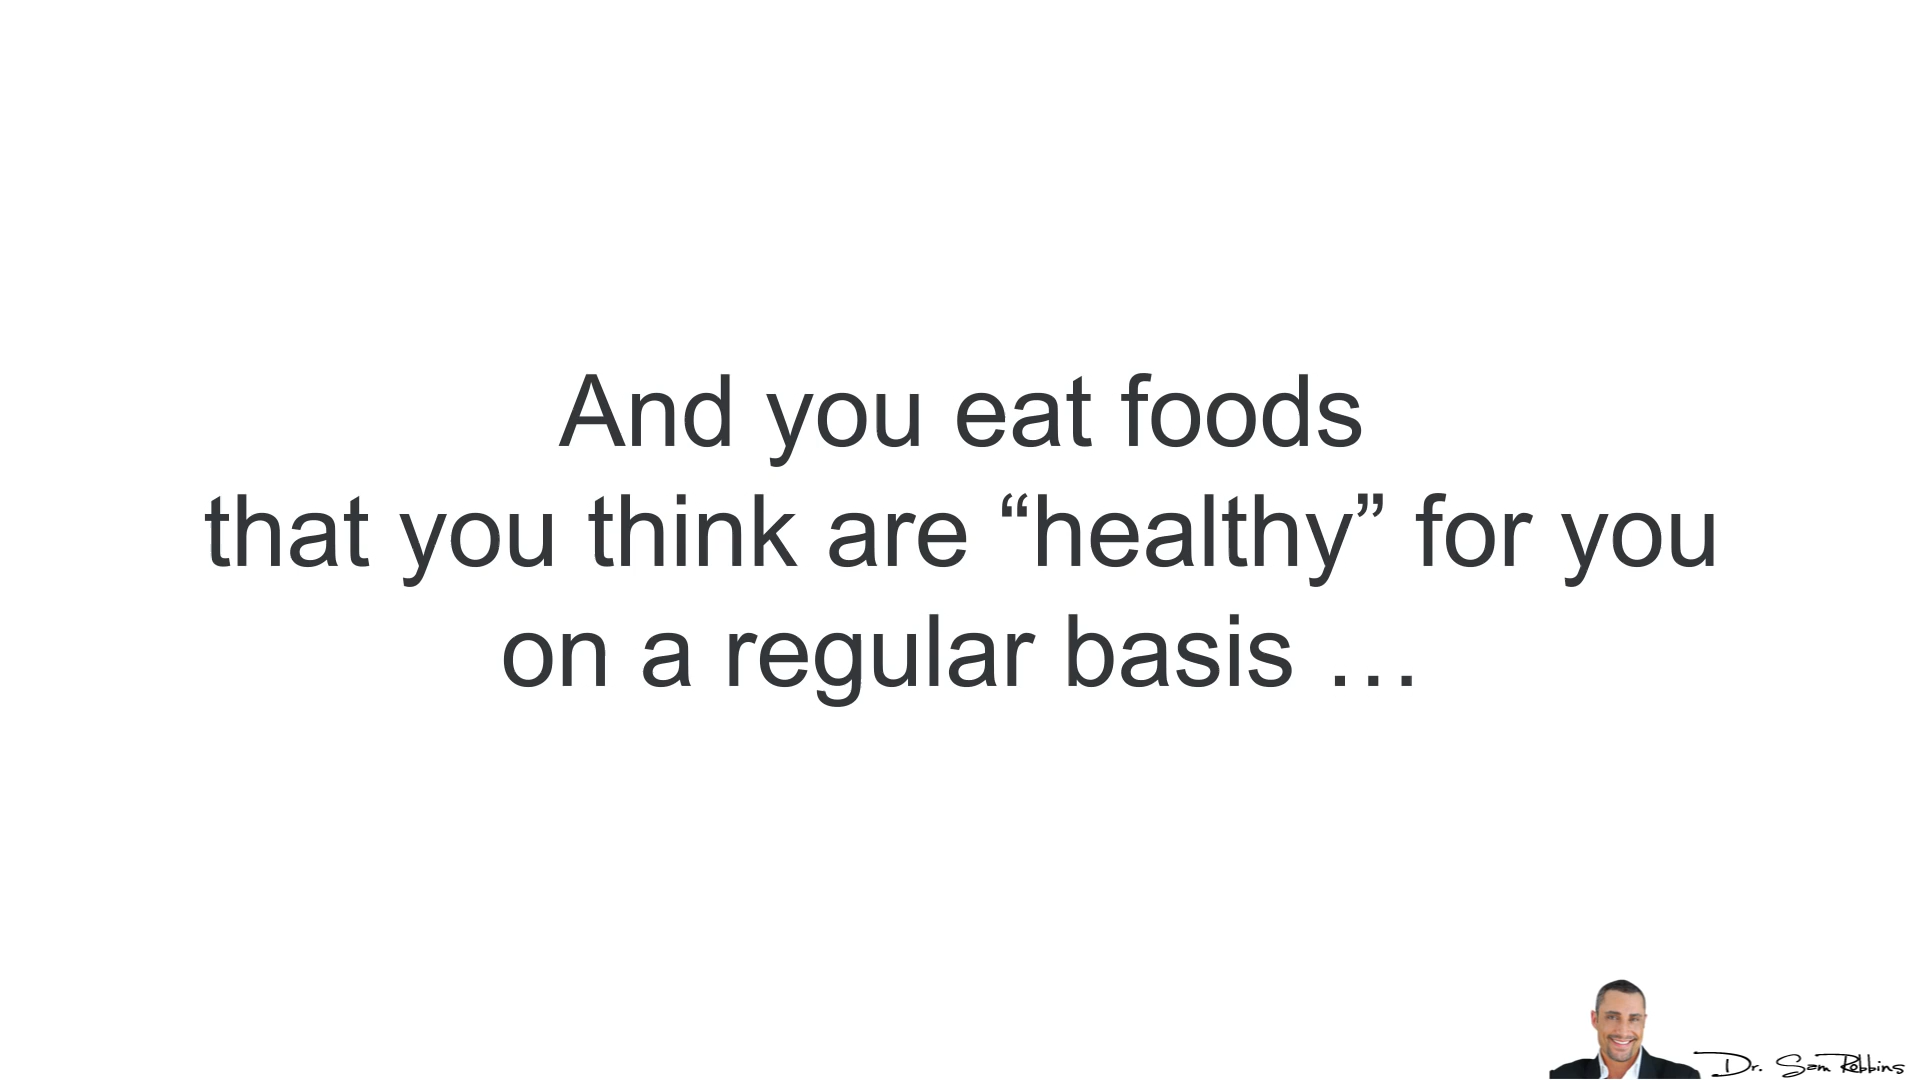 And you eat foods
that you think are “healthy” for you
on a regular basis …
Dr. Sam Robbins